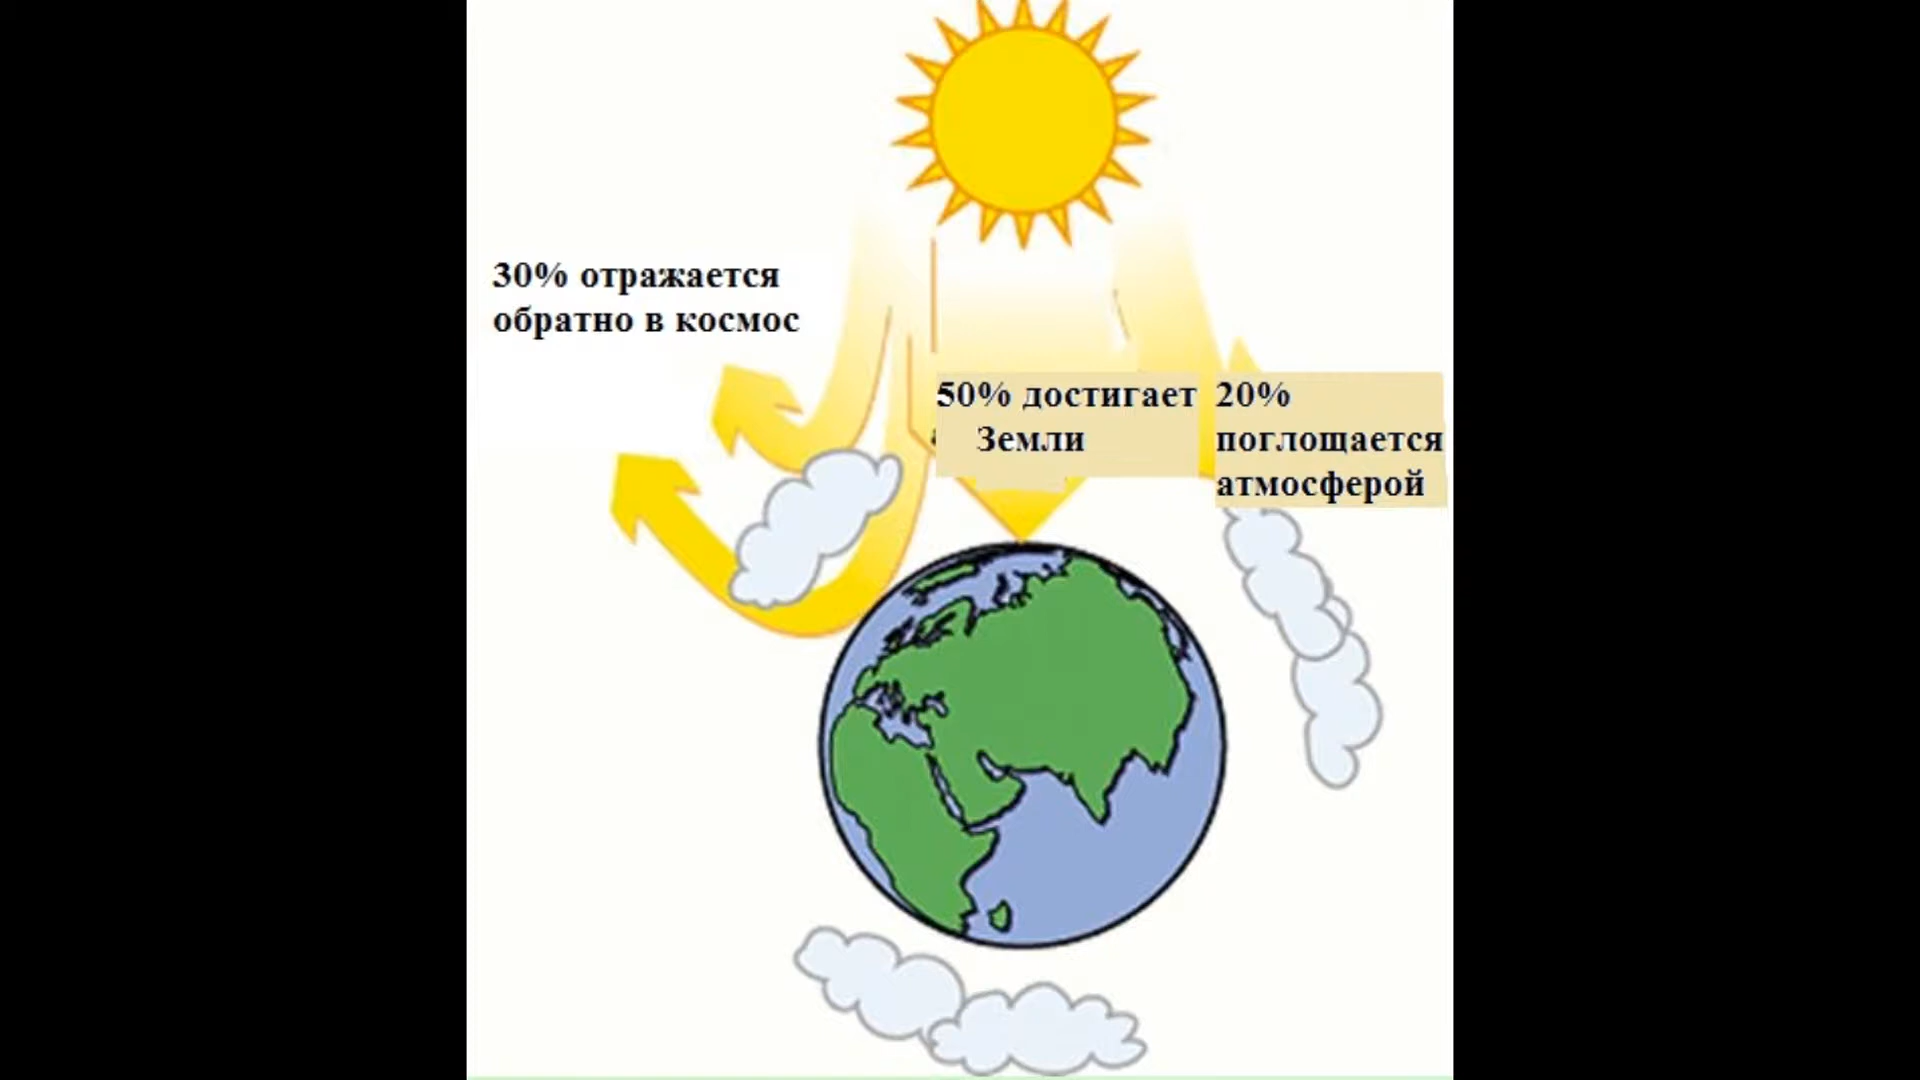 30% отражается
обратно в космос
50% достигает
Земли
20%
поглощается
атмосферой